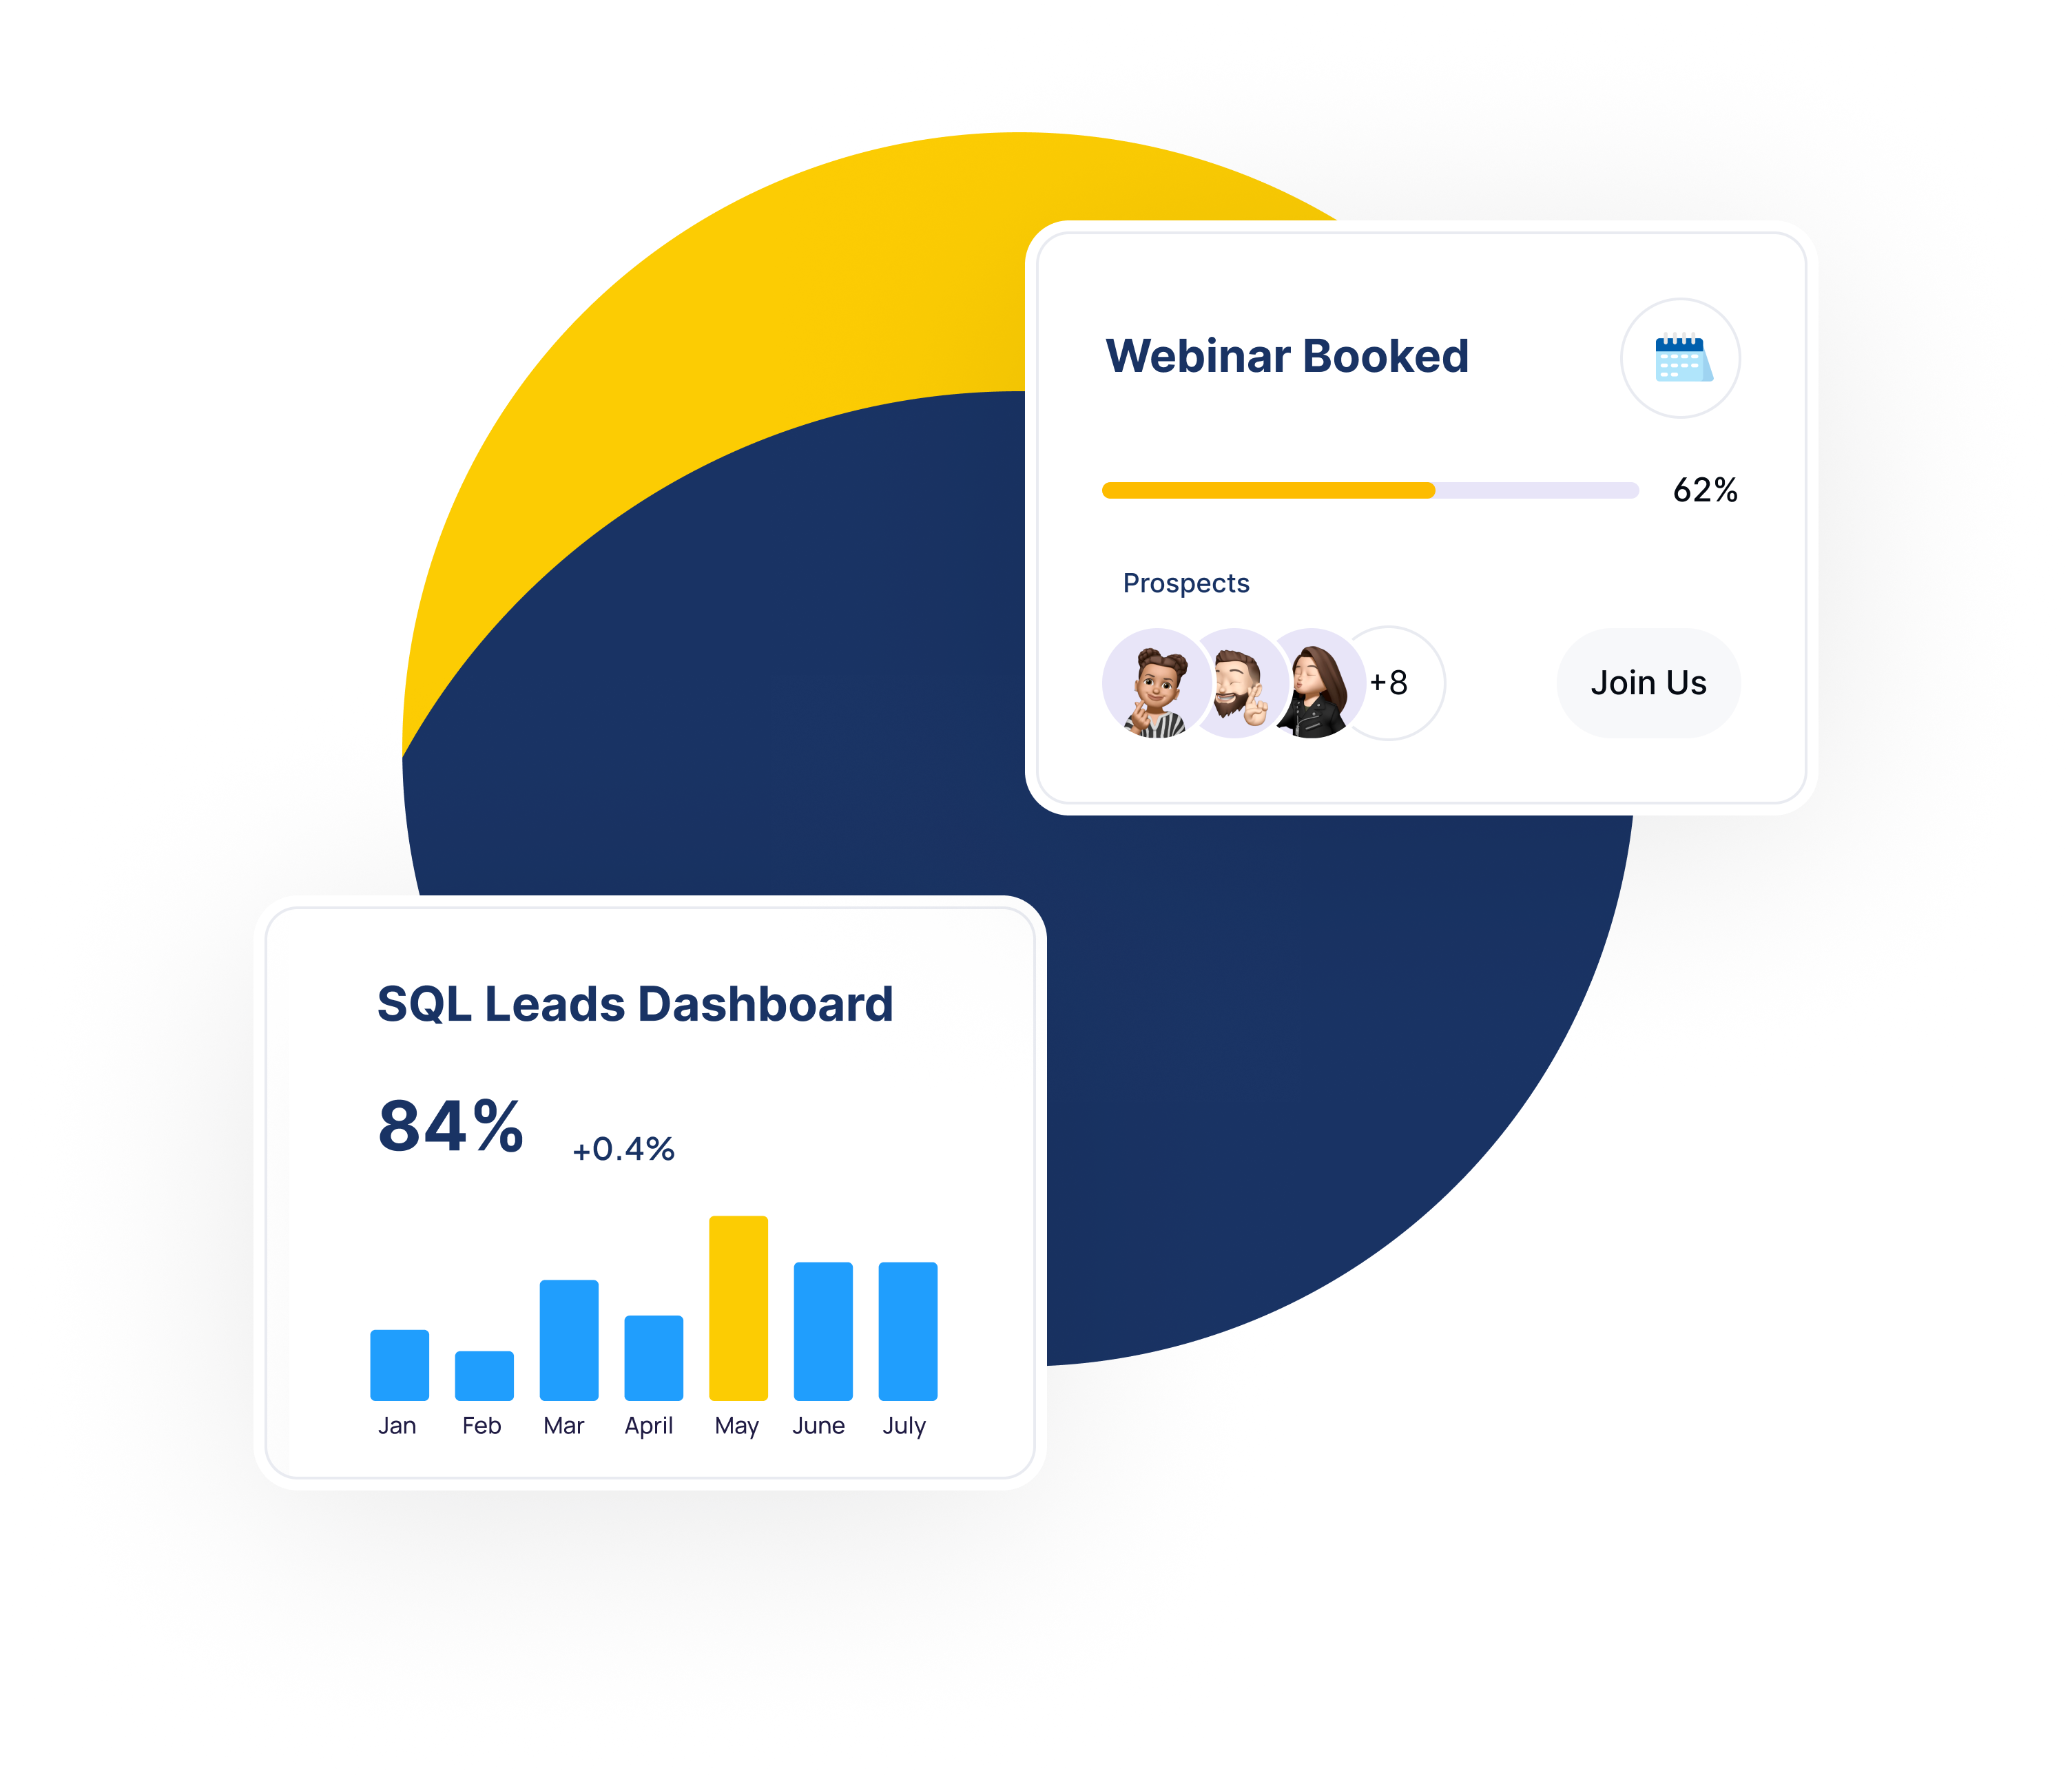 Webinar Booked
62%
Prospects
+8
Join Us
SQL Leads Dashboard
84% +0.4%
Jan Feb Mar April May June July